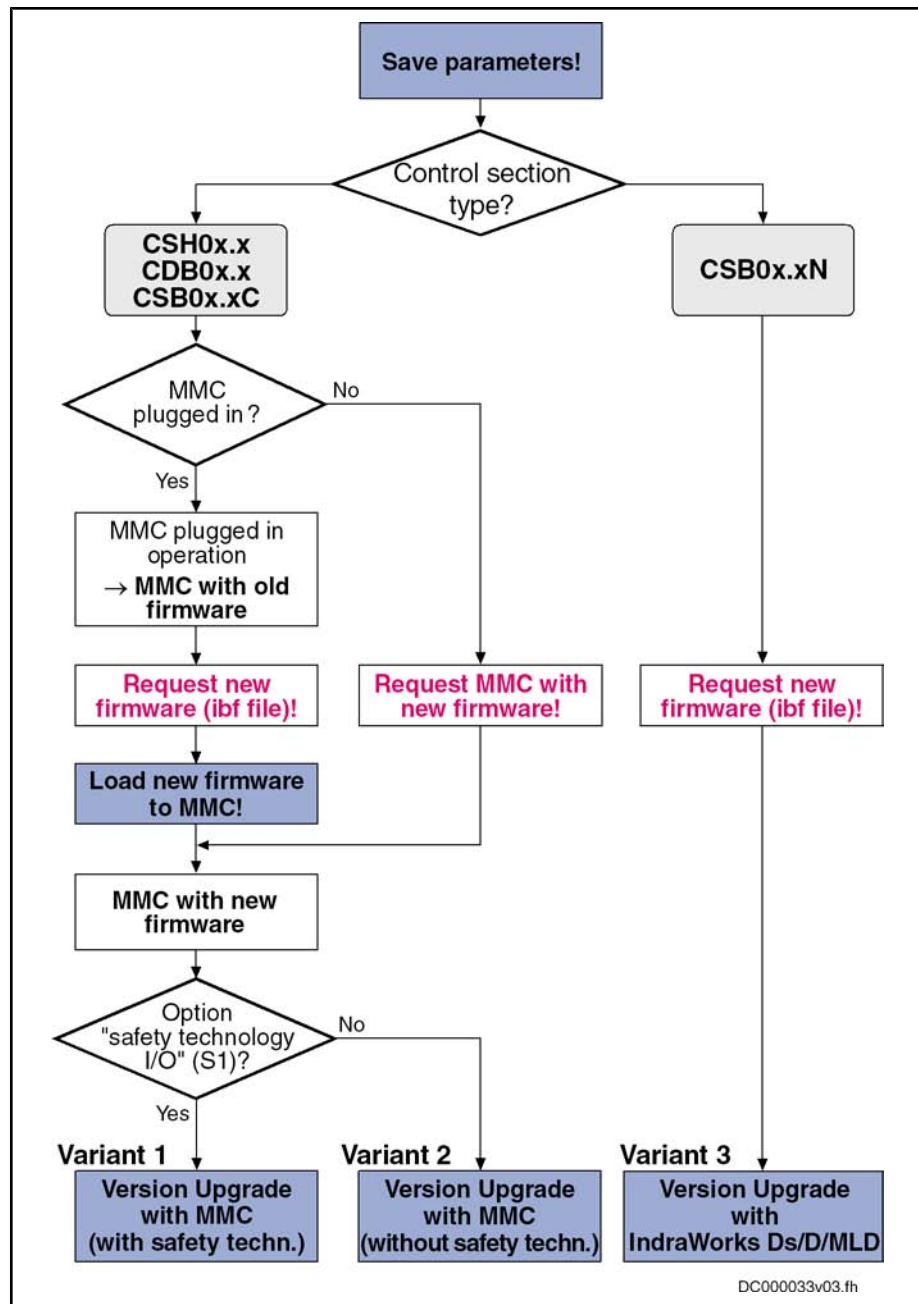 Save parameters!
Control section
type?
CSH0x.x
CDB0x.x
CSB0x.xC
CSB0x.xN
MMC
plugged in ?
No
Yes
MMC plugged in
operation
→ MMC with old
firmware
Request new
firmware (ibf file)!
Request MMC with
new firmware!
Request new
firmware (ibf file)!
Load new firmware
to MMC!
MMC with new
firmware
Option
"safety technology
I/O" (S1)?
No
Yes
Variant 1
Version Upgrade
with MMC
(with safety techn.)
Variant 2
Version Upgrade
with MMC
(without safety techn.)
Variant 3
Version Upgrade
with
IndraWorks Ds/D/MLD
DC000033v03.fh